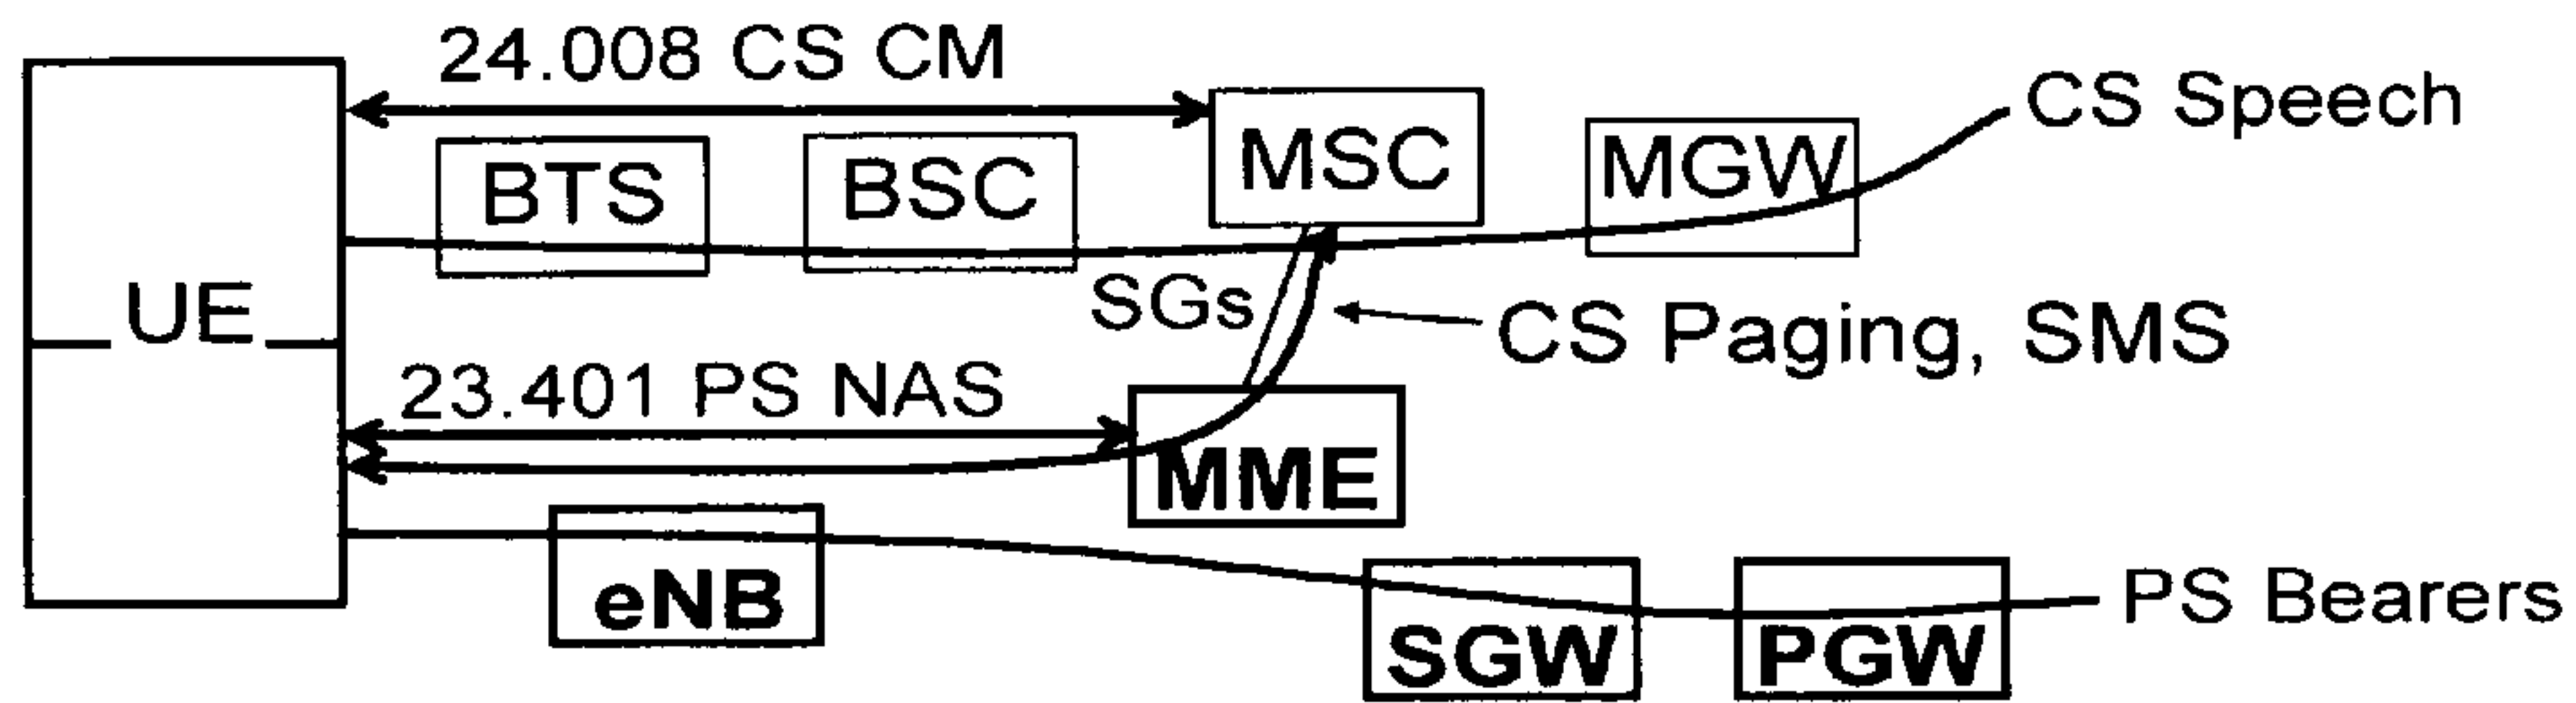 24.008 CS CM
CS Speech
BTS
BSC
MSC
MGW
UE
SGs
CS Paging, SMS
23.401 PS NAS
MME
eNB
SGW
PGW
PS Bearers